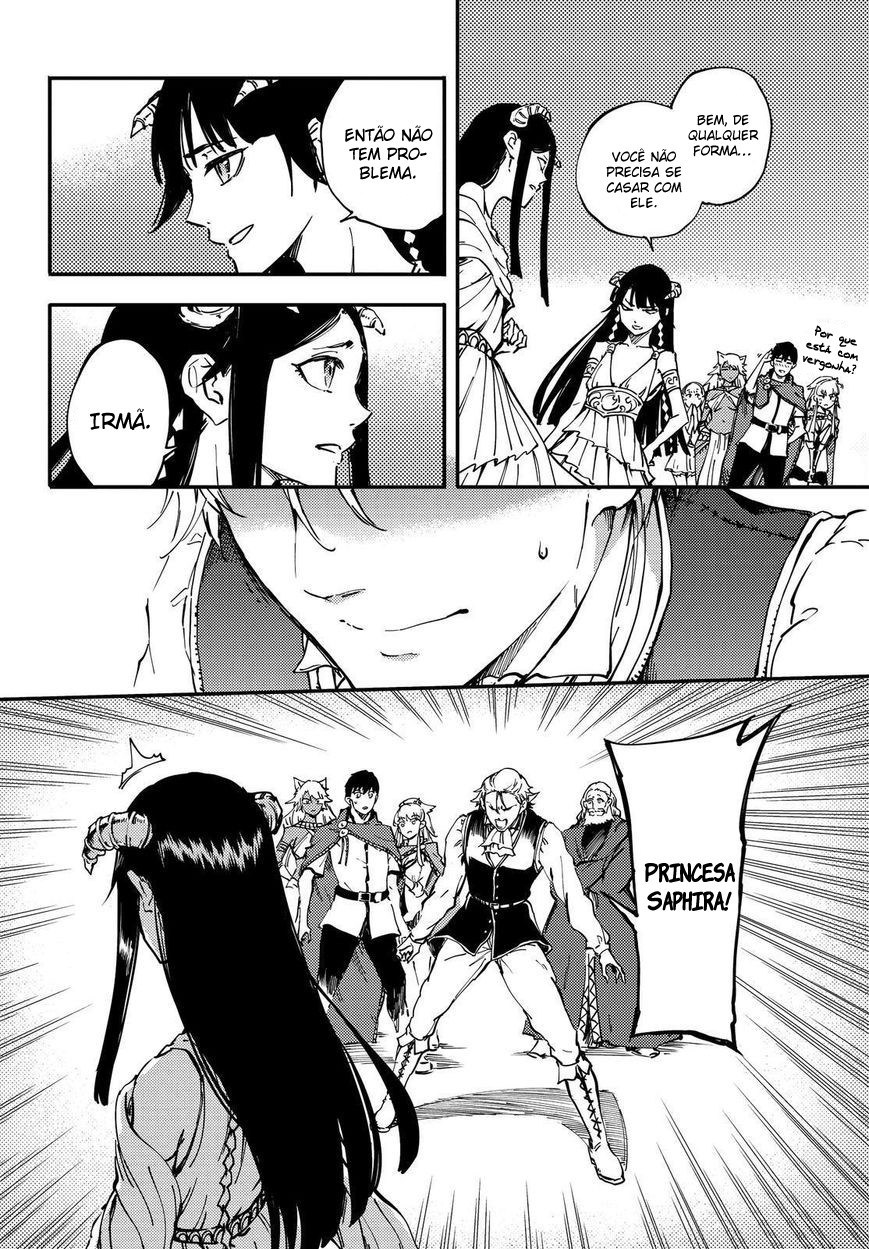 BEM, DE
QUALQUER
FORMA...
VOCÊ NÃO
PRECISA SE
CASAR COM
ELE.
Por que
está com
vergonha?
ENTÃO NÃO
TEM PRO-
BLEMA.
IRMÃ.
PRINCESA
SAPHIRA!